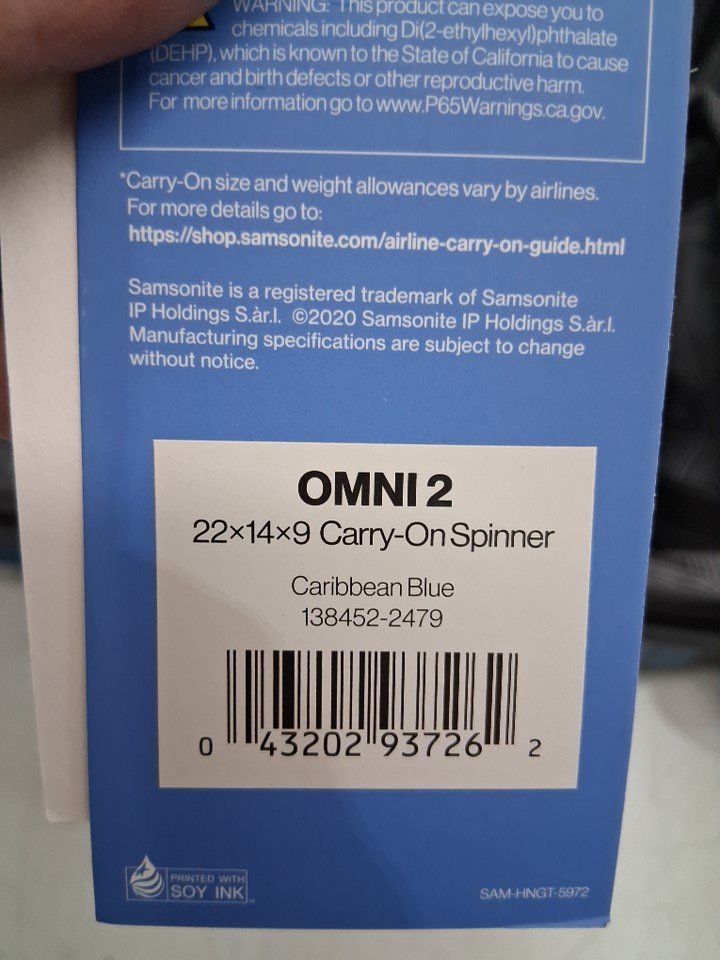 WARNING: This product can expose you to
chemicals including Di(2-ethylhexyl)phthalate
(DEHP), which is known to the State of California to cause
cancer and birth defects or other reproductive harm.
For more information go to www.P65Warnings.ca.gov.
*Carry-On size and weight allowances vary by airlines.
For more details go to:
https://shop.samsonite.com/airline-carry-on-guide.html
Samsonite is a registered trademark of Samsonite
IP Holdings S.àr.l. ©2020 Samsonite IP Holdings S.àr.l.
Manufacturing specifications are subject to change
without notice.
OMNI 2
22×14×9 Carry-On Spinner
Caribbean Blue
138452-2479
0 43202 93726 2
PRINTED WITH
SOY INK
SAM-HNGT-5972